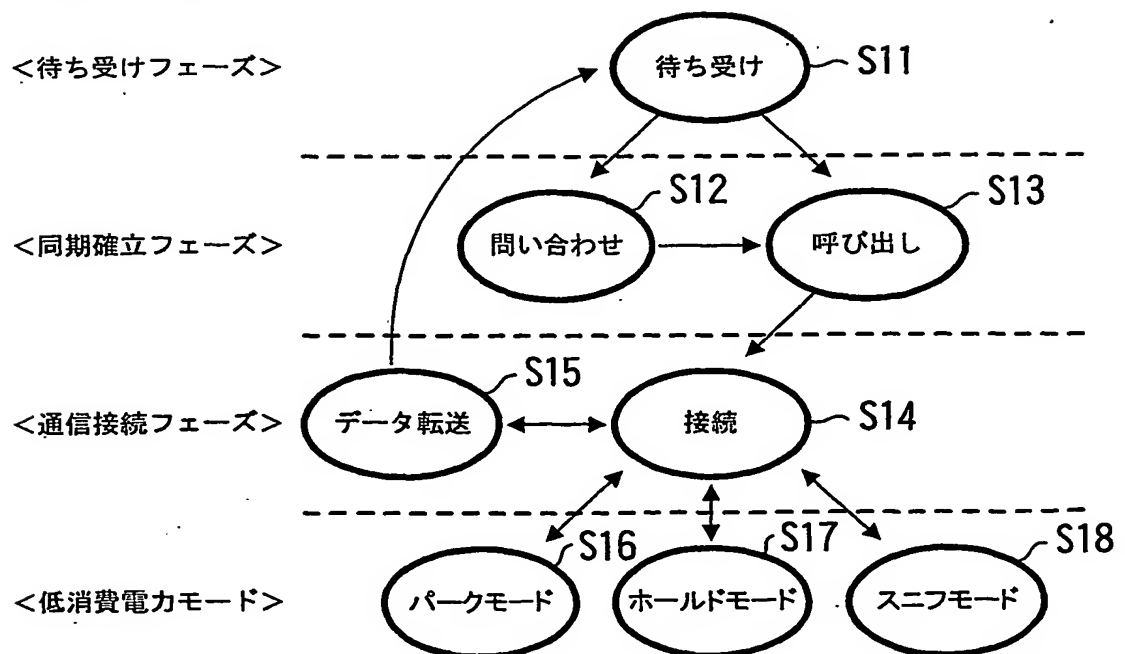 <待ち受けフェーズ>
待ち受け
S11
<同期確立フェーズ>
問い合わせ
S12
呼び出し
S13
<通信接続フェーズ>
データ転送
S15
接続
S14
<低消費電力モード>
パークモード
S16
ホールドモード
S17
スニフモード
S18